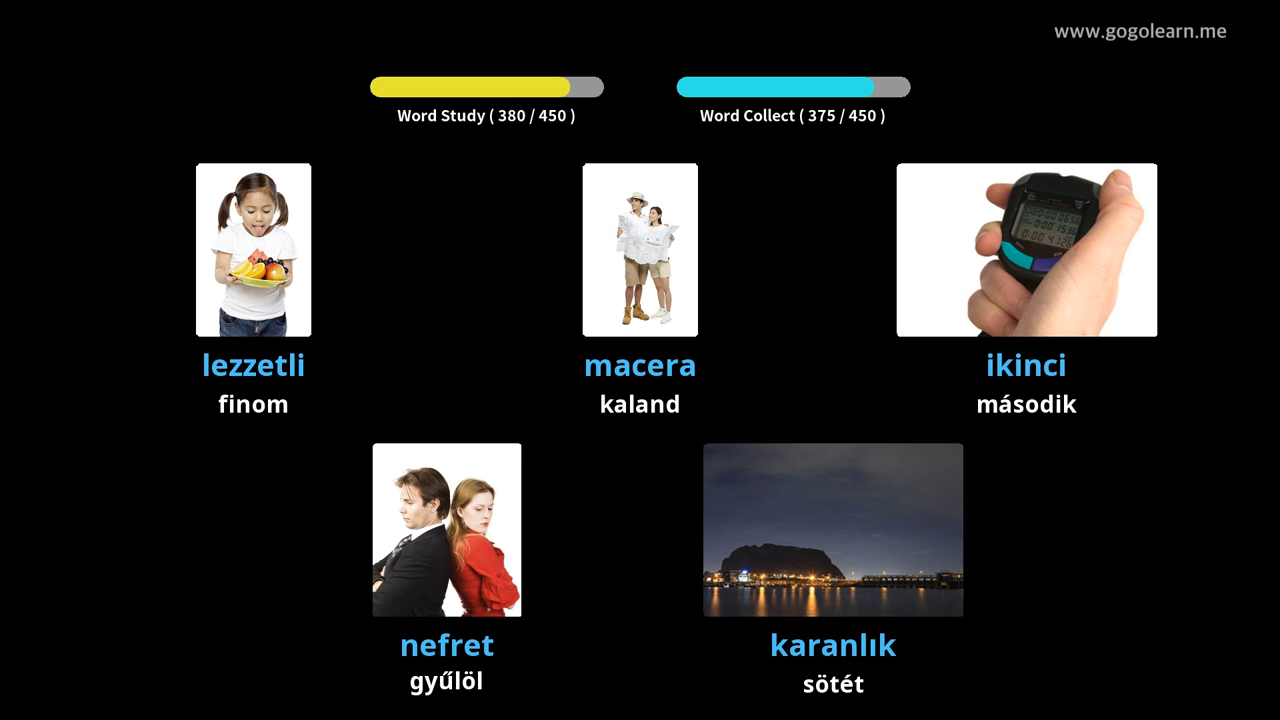 www.gogolearn.me
Word Study ( 380 / 450 )
Word Collect ( 375 / 450 )
lezzetli
finom
macera
kaland
ikinci
második
nefret
gyűlöl
karanlık
sötét